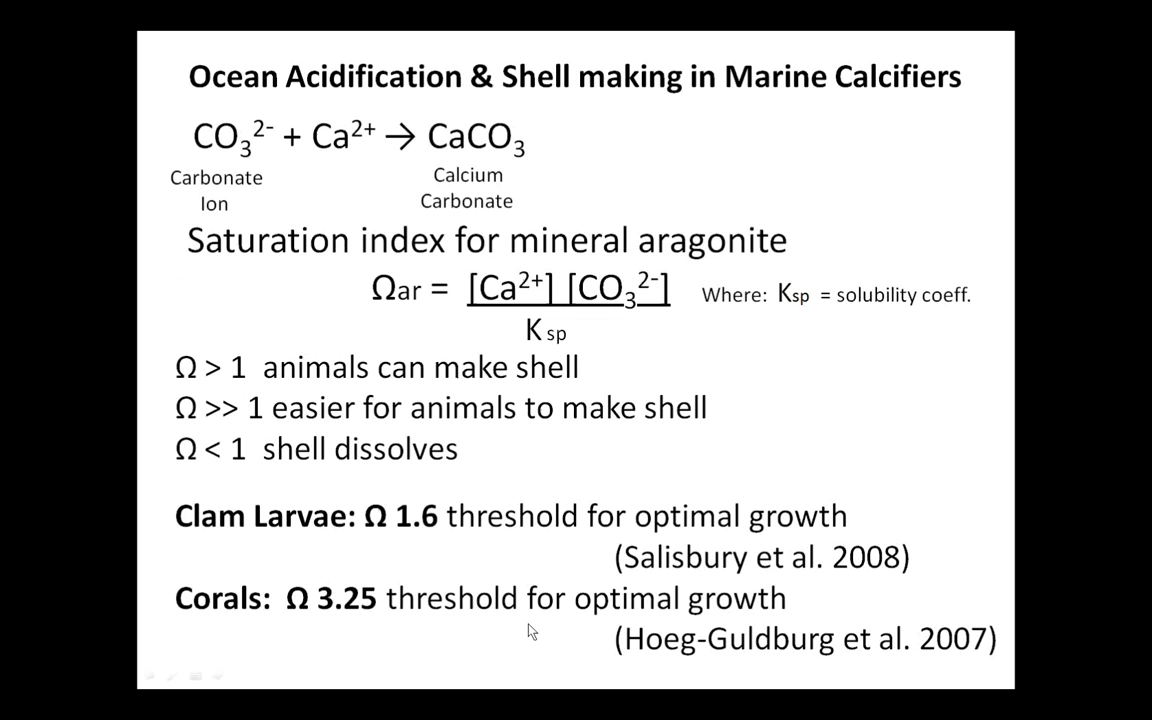 Ocean Acidification & Shell making in Marine Calcifiers
CO₃²⁻ + Ca²⁺ → CaCO₃
Carbonate Ion
Calcium Carbonate
Saturation index for mineral aragonite
Ωar = [Ca²⁺] [CO₃²⁻] Where: Ksp = solubility coeff.
K sp
Ω > 1 animals can make shell
Ω >> 1 easier for animals to make shell
Ω < 1 shell dissolves
Clam Larvae: Ω 1.6 threshold for optimal growth
(Salisbury et al. 2008)
Corals: Ω 3.25 threshold for optimal growth
(Hoeg-Guldburg et al. 2007)